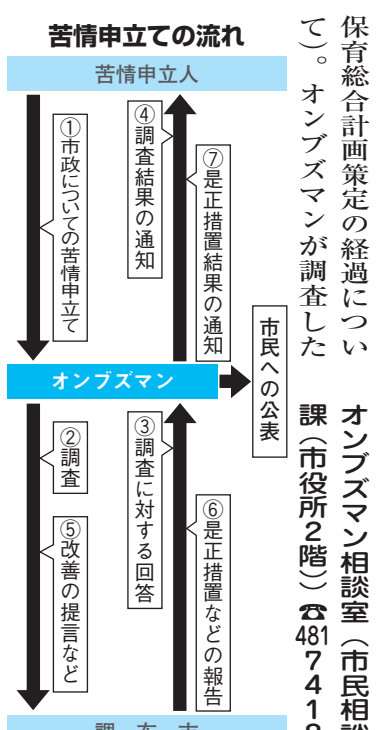 保育総合計画策定の経過につい
て)。オンブズマンが調査した
オンブズマン相談室(市民相談
課(市役所2階))☎481
7418
苦情申立ての流れ
苦情申立人
①市政についての苦情申立て
④調査結果の通知
⑦是正措置結果の通知
オンブズマン
市民への公表
②調査
⑤改善の提言など
③調査に対する回答
⑥是正措置などの報告
調布市